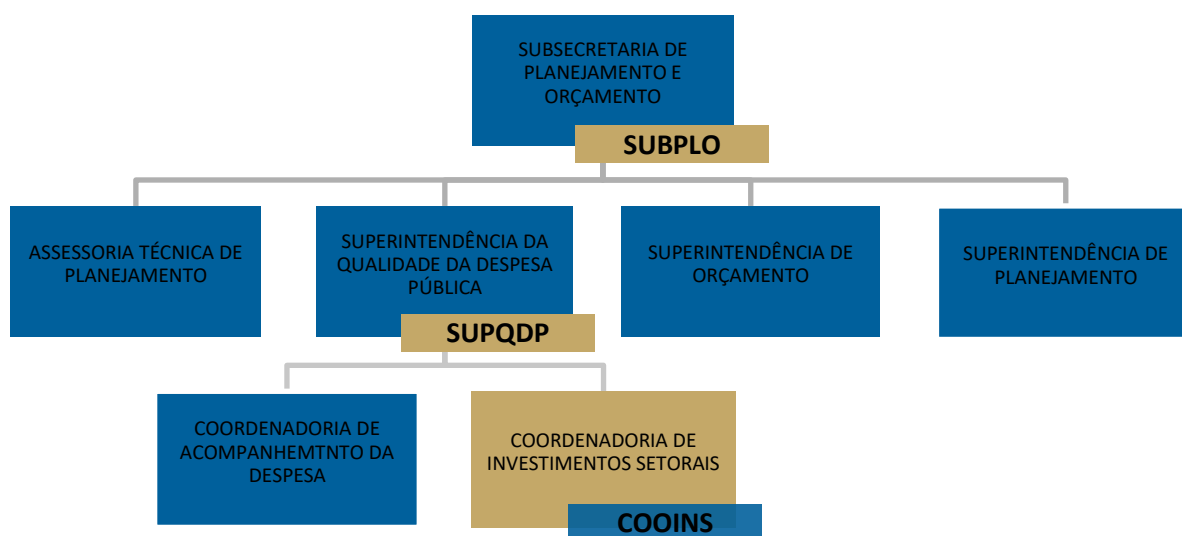 SUBSECRETARIA DE
PLANEJAMENTO E
ORÇAMENTO
SUBPLO
ASSESSORIA TÉCNICA DE
PLANEJAMENTO
SUPERINTENDÊNCIA DA
QUALIDADE DA DESPESA
PÚBLICA
SUPQDP
SUPERINTENDÊNCIA DE
ORÇAMENTO
SUPERINTENDÊNCIA DE
PLANEJAMENTO
COORDENADORIA DE
ACOMPANHEMTNTO DA
DESPESA
COORDENADORIA DE
INVESTIMENTOS SETORAIS
COOINS